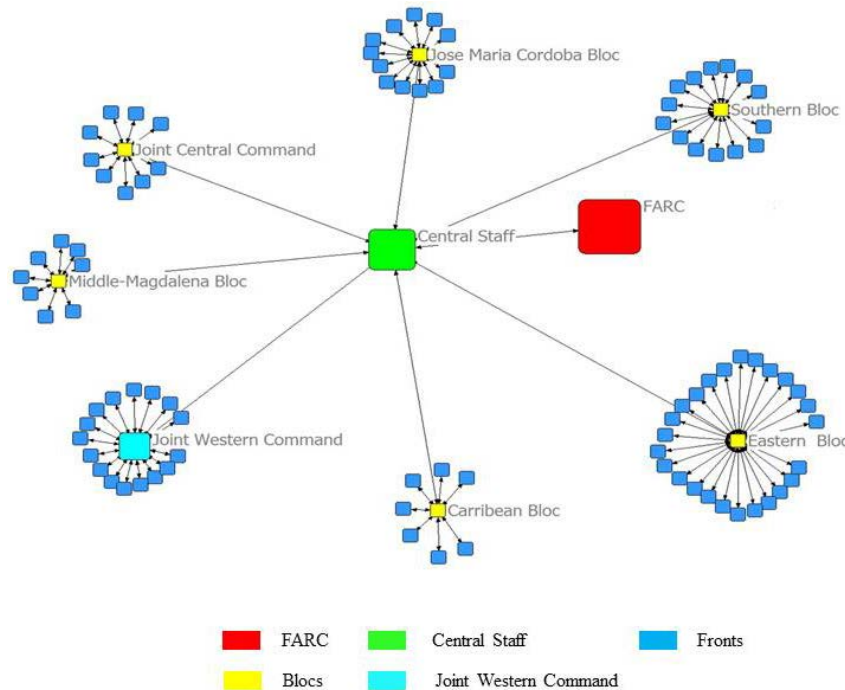 Jose Maria Cordoba Bloc
Southern Bloc
Joint Central Command
FARC
Central Staff
Middle-Magdalena Bloc
Joint Western Command
Eastern Bloc
Carribean Bloc
FARC
Central Staff
Fronts
Blocs
Joint Western Command